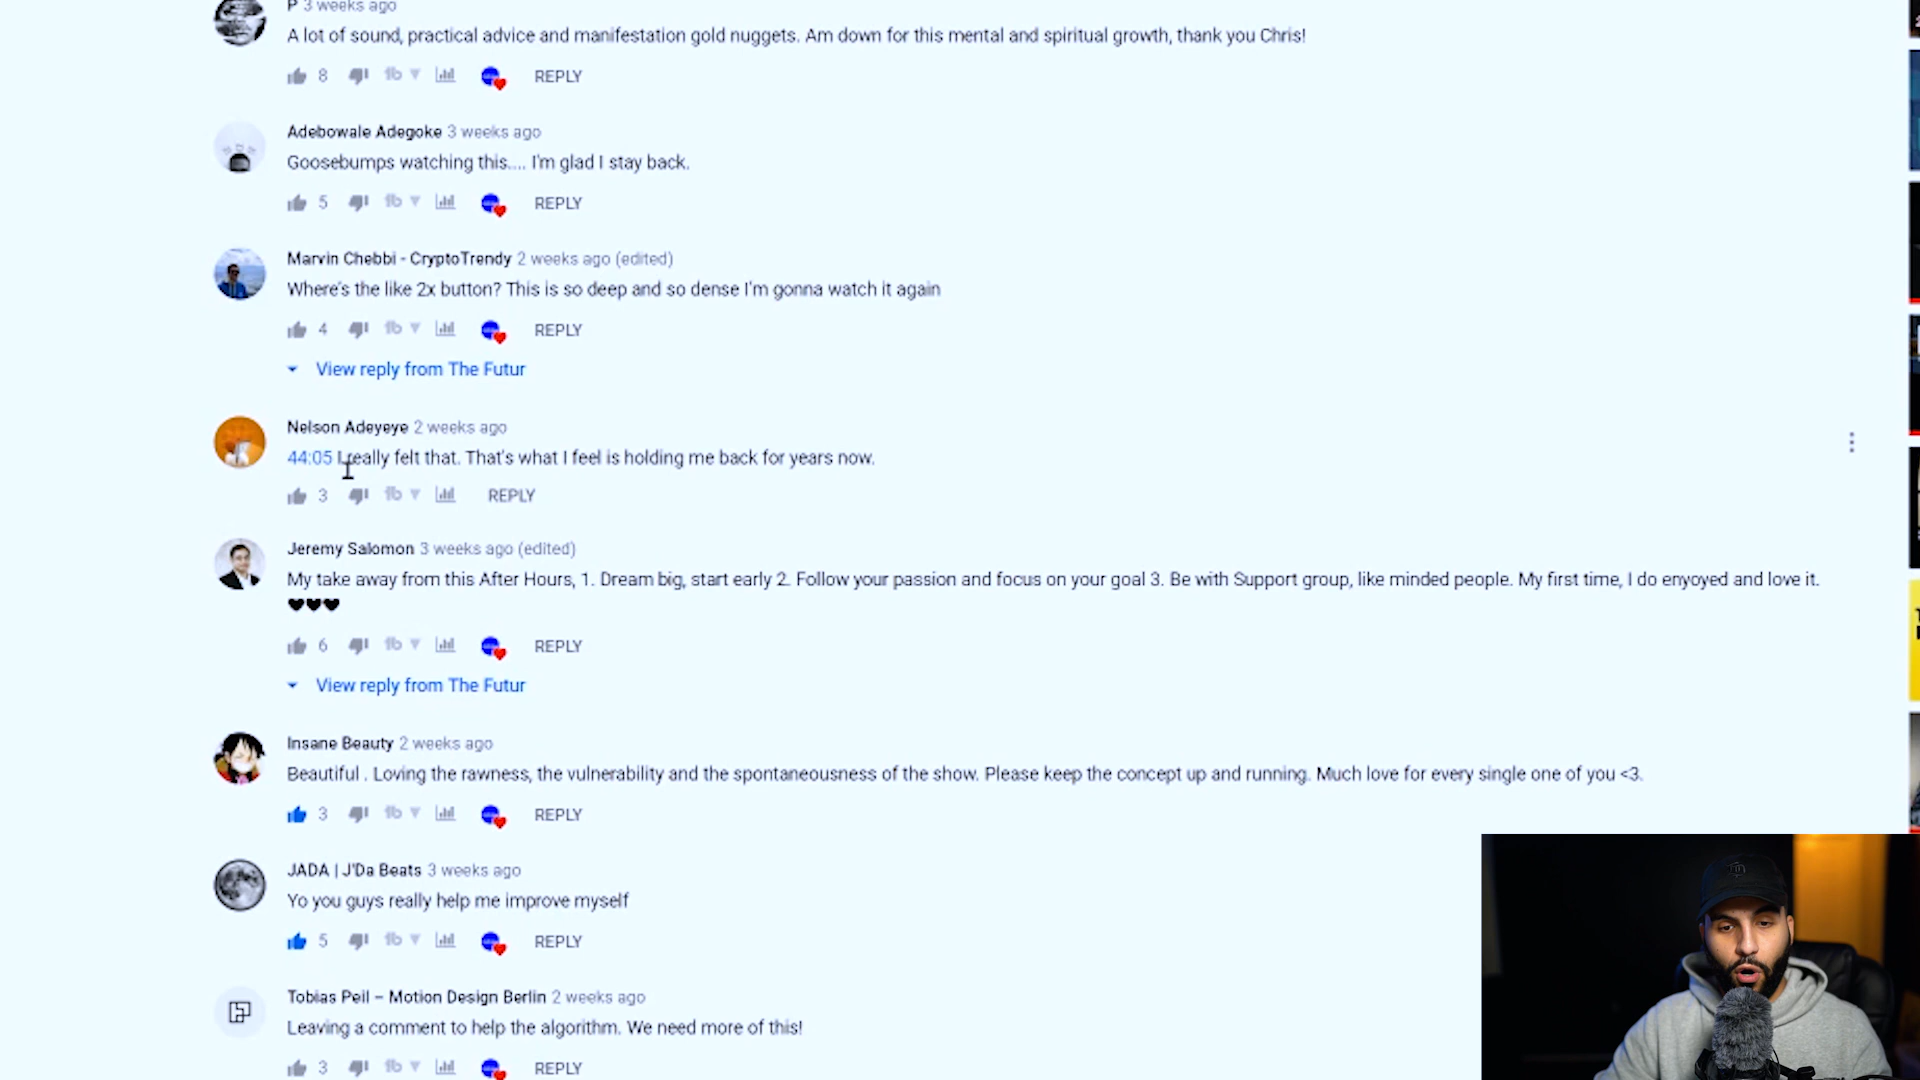 P 3 weeks ago
A lot of sound, practical advice and manifestation gold nuggets. Am down for this mental and spiritual growth, thank you Chris!
8 REPLY
Adebowale Adegoke 3 weeks ago
Goosebumps watching this.... I'm glad I stay back.
5 REPLY
Marvin Chebbi - CryptoTrendy 2 weeks ago (edited)
Where's the like 2x button? This is so deep and so dense I'm gonna watch it again
4 REPLY
View reply from The Futur
Nelson Adeyeye 2 weeks ago
44:05 I really felt that. That's what I feel is holding me back for years now.
3 REPLY
Jeremy Salomon 3 weeks ago (edited)
My take away from this After Hours, 1. Dream big, start early 2. Follow your passion and focus on your goal 3. Be with Support group, like minded people. My first time, I do enyoyed and love it.
🖤🖤🖤
6 REPLY
View reply from The Futur
Insane Beauty 2 weeks ago
Beautiful . Loving the rawness, the vulnerability and the spontaneousness of the show. Please keep the concept up and running. Much love for every single one of you <3.
3 REPLY
JADA | J'Da Beats 3 weeks ago
Yo you guys really help me improve myself
5 REPLY
Tobias Peil – Motion Design Berlin 2 weeks ago
Leaving a comment to help the algorithm. We need more of this!
3 REPLY